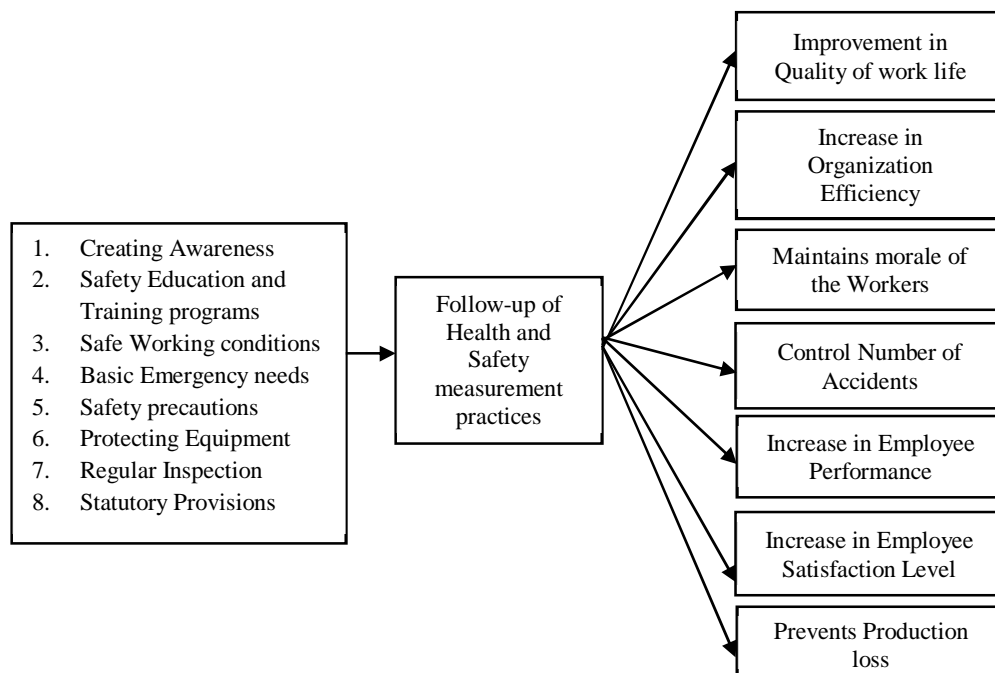 1. Creating Awareness
2. Safety Education and
Training programs
3. Safe Working conditions
4. Basic Emergency needs
5. Safety precautions
6. Protecting Equipment
7. Regular Inspection
8. Statutory Provisions
Follow-up of
Health and
Safety
measurement
practices
Improvement in
Quality of work life
Increase in
Organization
Efficiency
Maintains morale of
the Workers
Control Number of
Accidents
Increase in Employee
Performance
Increase in Employee
Satisfaction Level
Prevents Production
loss